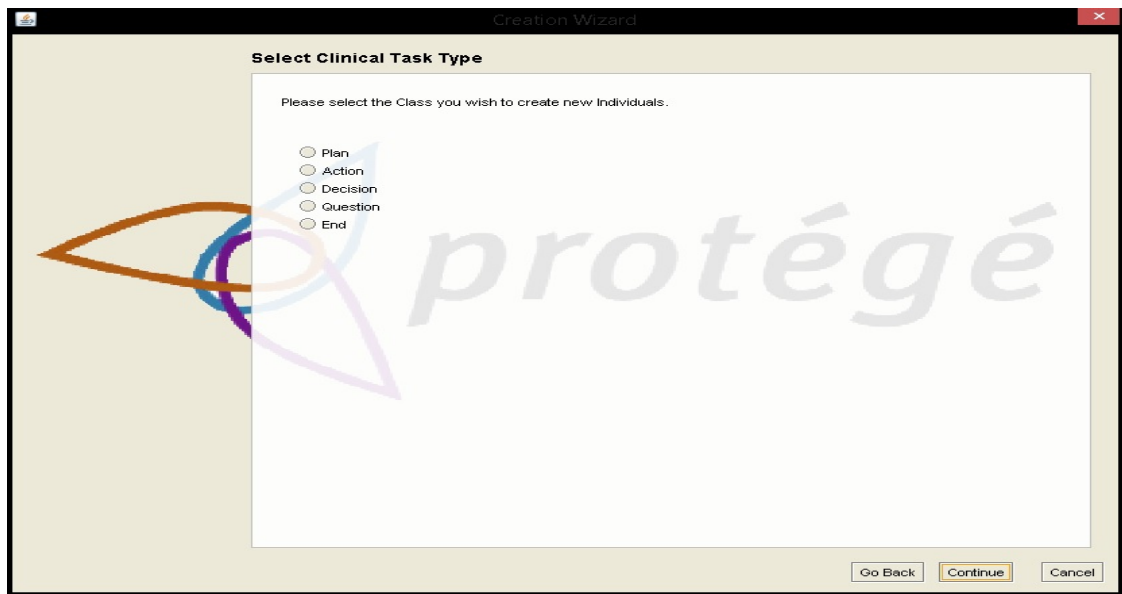 Creation Wizard
Select Clinical Task Type
Please select the Class you wish to create new Individuals.
Plan
Action
Decision
Question
End
protégé
Go Back Continue Cancel